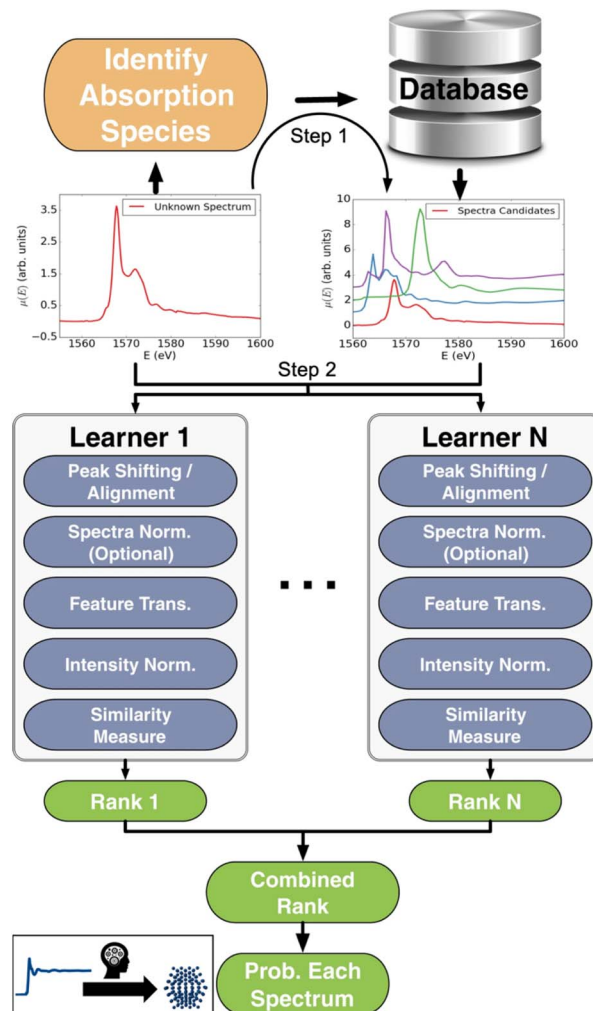 Identify
Absorption
Species
Database
Step 1
Unknown Spectrum
3.5
2.5
1.5
0.5
−0.5
μ(E) (arb. units)
1560 1570 1580 1590 1600
E (eV)
Spectra Candidates
10
8
6
4
2
0
μ(E) (arb. units)
1560 1570 1580 1590 1600
E (eV)
Step 2
Learner 1
Peak Shifting /
Alignment
Spectra Norm.
(Optional)
Feature Trans.
Intensity Norm.
Similarity
Measure
Rank 1
...
Learner N
Peak Shifting /
Alignment
Spectra Norm.
(Optional)
Feature Trans.
Intensity Norm.
Similarity
Measure
Rank N
Combined
Rank
Prob. Each
Spectrum